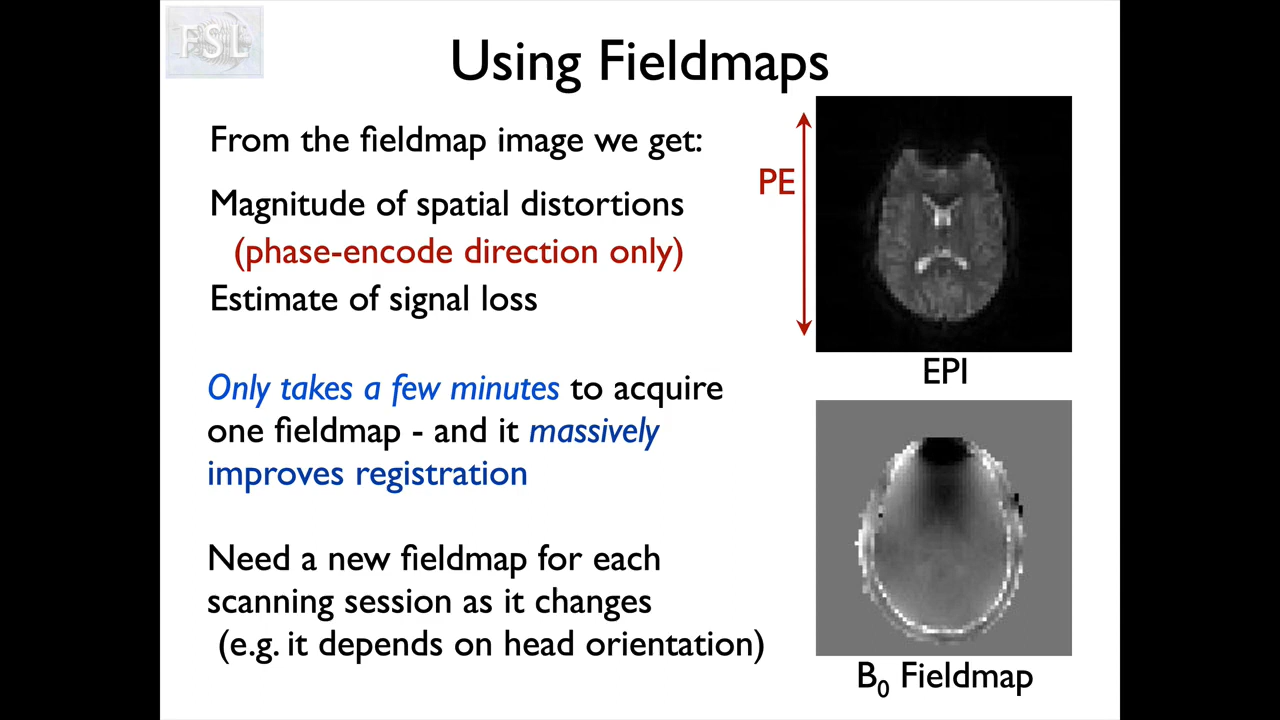 FSL
Using Fieldmaps
From the fieldmap image we get:
Magnitude of spatial distortions
(phase-encode direction only)
Estimate of signal loss
Only takes a few minutes to acquire
one fieldmap - and it massively
improves registration
Need a new fieldmap for each
scanning session as it changes
(e.g. it depends on head orientation)
PE
EPI
B₀ Fieldmap